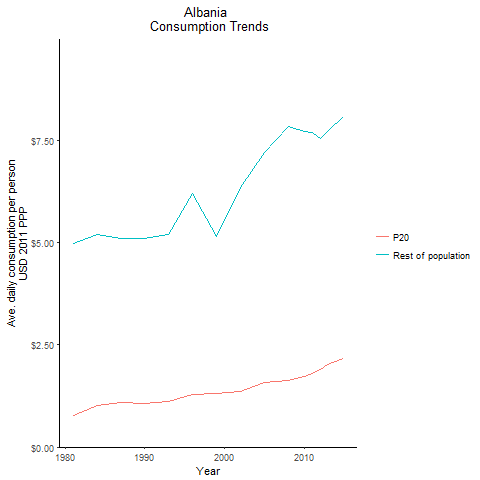 Albania
Consumption Trends
Ave. daily consumption per person
USD 2011 PPP
$7.50
$5.00
$2.50
$0.00
1980
1990
2000
2010
Year
P20
Rest of population